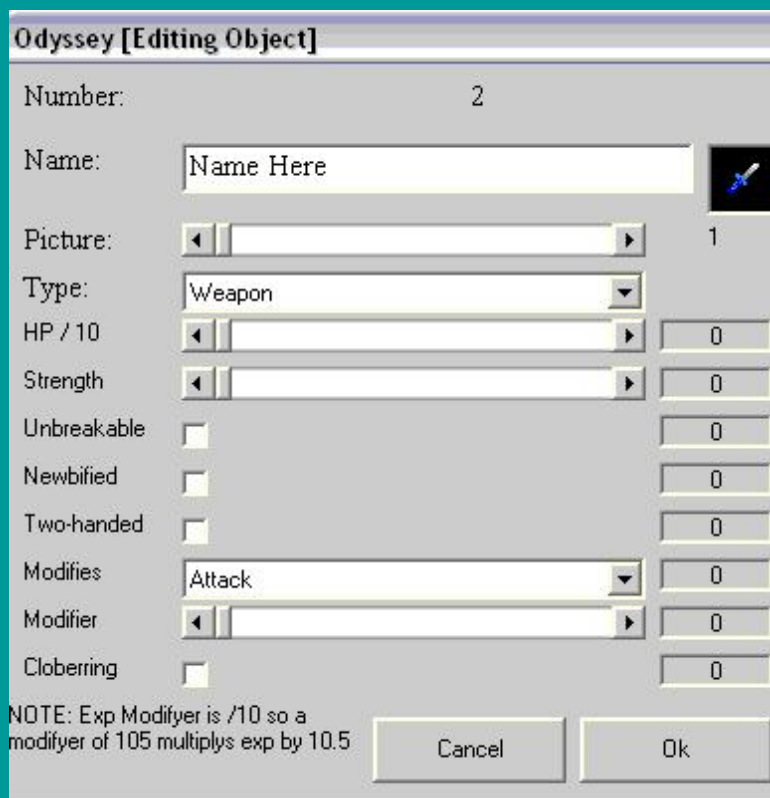 Odyssey [Editing Object]
Number: 2
Name: Name Here
Picture: 1
Type: Weapon
HP / 10 0
Strength 0
Unbreakable 0
Newbified 0
Two-handed 0
Modifies Attack 0
Modifier 0
Cloberring 0
NOTE: Exp Modifyer is /10 so a
modifyer of 105 multiplys exp by 10.5
Cancel Ok